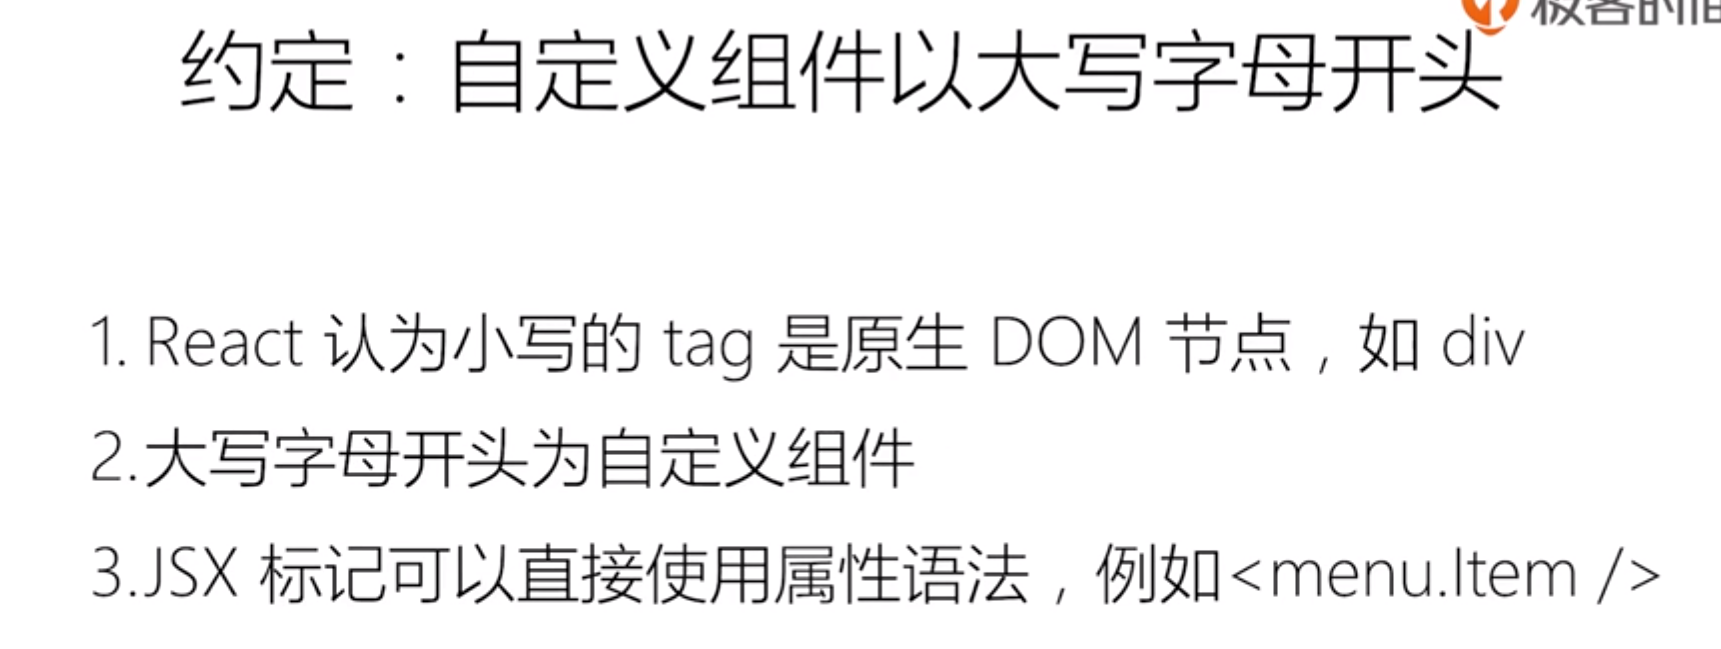 约定：自定义组件以大写字母开头
1. React 认为小写的 tag 是原生 DOM 节点，如 div
2.大写字母开头为自定义组件
3.JSX 标记可以直接使用属性语法，例如<menu.Item />